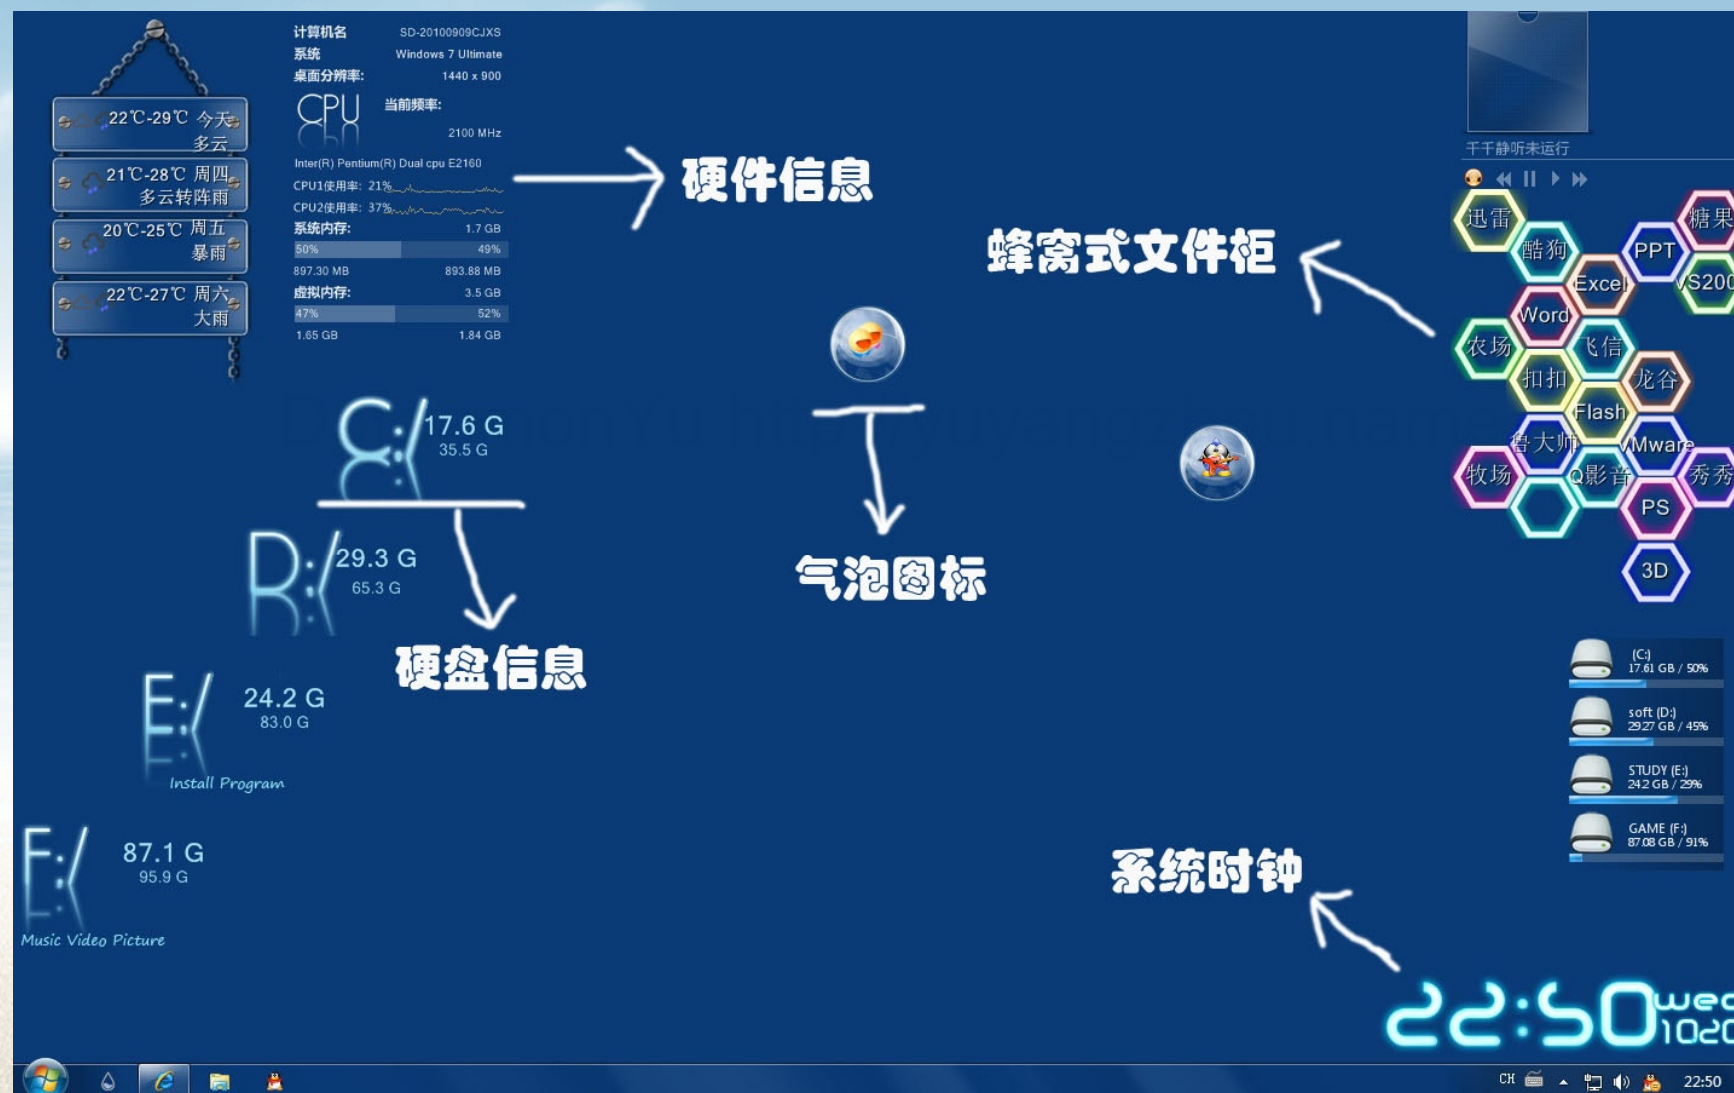 22℃-29℃ 今天
多云
21℃-28℃ 周四
多云转阵雨
20℃-25℃ 周五
暴雨
22℃-27℃ 周六
大雨
计算机名 SD-20100909CJXS
系统 Windows 7 Ultimate
桌面分辨率: 1440 x 900
CPU 当前频率:
2100 MHz
Inter(R) Pentium(R) Dual cpu E2160
CPU1使用率: 21%
CPU2使用率: 37%
系统内存: 1.7 GB
50% 49%
897.30 MB 893.88 MB
虚拟内存: 3.5 GB
47% 52%
1.65 GB 1.84 GB
硬件信息
蜂窝式文件柜
气泡图标
硬盘信息
系统时钟
C:/ 17.6 G
35.5 G
D:/ 29.3 G
65.3 G
E:/ 24.2 G
83.0 G
Install Program
F:/ 87.1 G
95.9 G
Music Video Picture
千千静听未运行
迅雷
糖果
酷狗
PPT
Excel
VS200
Word
农场
飞信
扣扣
龙谷
Flash
鲁大师
VMware
牧场
Q影音
秀秀
PS
3D
(C:)
17.61 GB / 50%
soft (D:)
29.27 GB / 45%
STUDY (E:)
24.2 GB / 29%
GAME (F:)
87.08 GB / 91%
22:50 wed
1020
CH 22:50